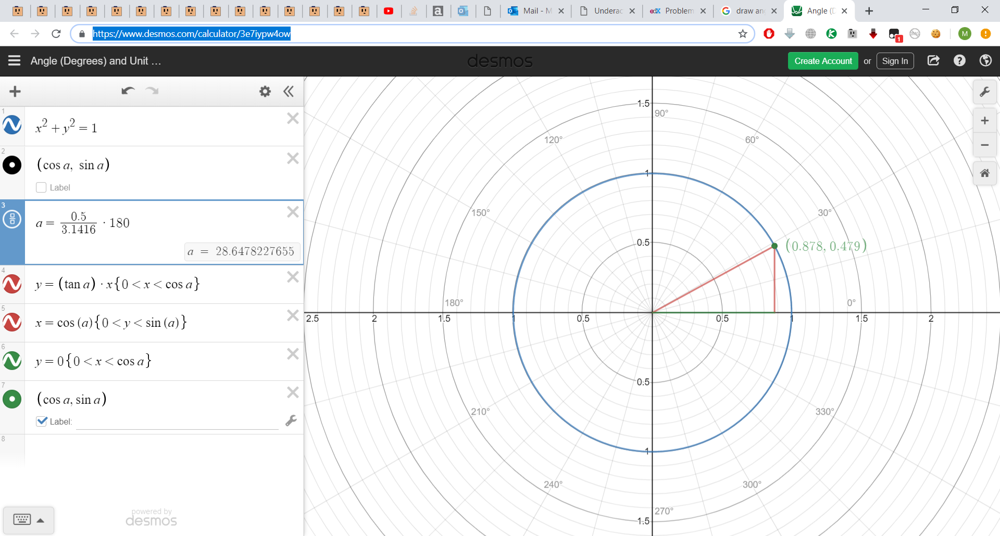 Mail - M
Underac
edX Problem
draw an
Angle (D
https://www.desmos.com/calculator/3e7iypw4ow
1
M
Angle (Degrees) and Unit ...
desmos
Create Account or Sign In
1
x² + y² = 1
2
(cos a, sin a)
Label
3
a = 0.5/3.1416 · 180
a = 28.6478227655
4
y = (tan a) · x{0 < x < cos a}
5
x = cos (a){0 < y < sin (a)}
6
y = 0{0 < x < cos a}
7
(cos a, sin a)
Label:
8
powered by
desmos
1.5
90°
120°
60°
1
150°
30°
0.5
(0.878, 0.479)
180°
0°
2.5 2 1.5 1 0.5 0.5 1 1.5 2
0.5
210°
330°
1
240°
300°
270°
1.5